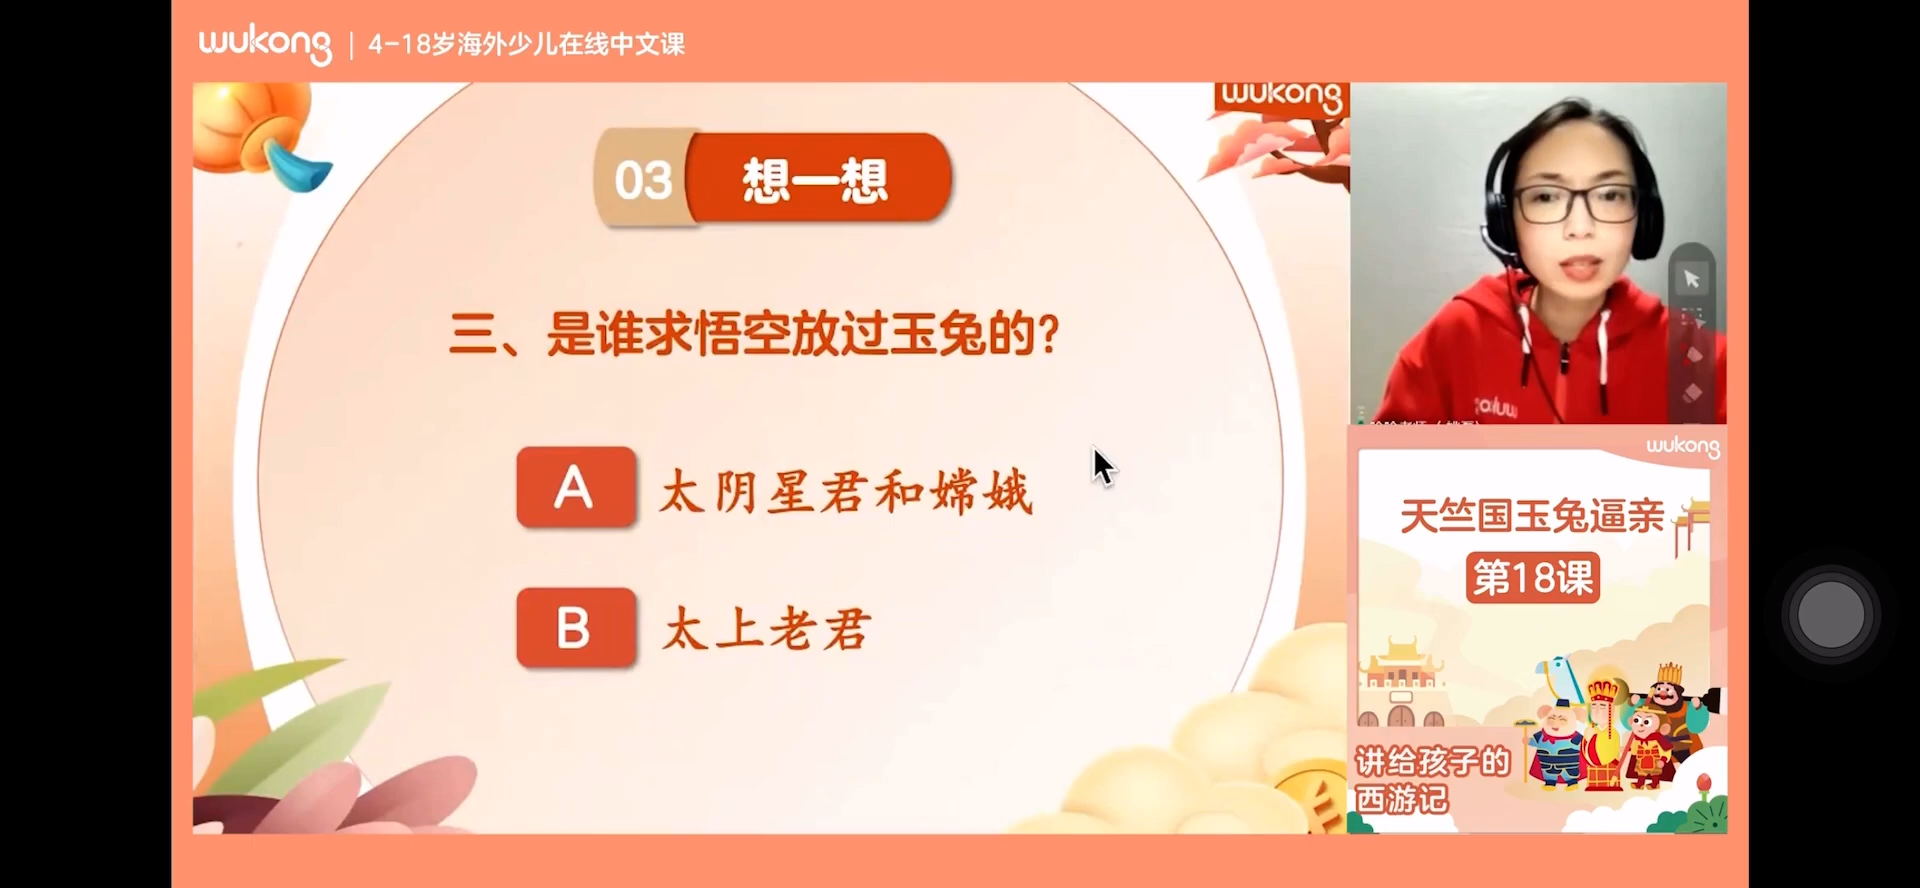 wukong | 4-18岁海外少儿在线中文课
wukong
03 想一想
三、是谁求悟空放过玉兔的?
A 太阴星君和嫦娥
B 太上老君
wukong
天竺国玉兔逼亲
第18课
讲给孩子的
西游记